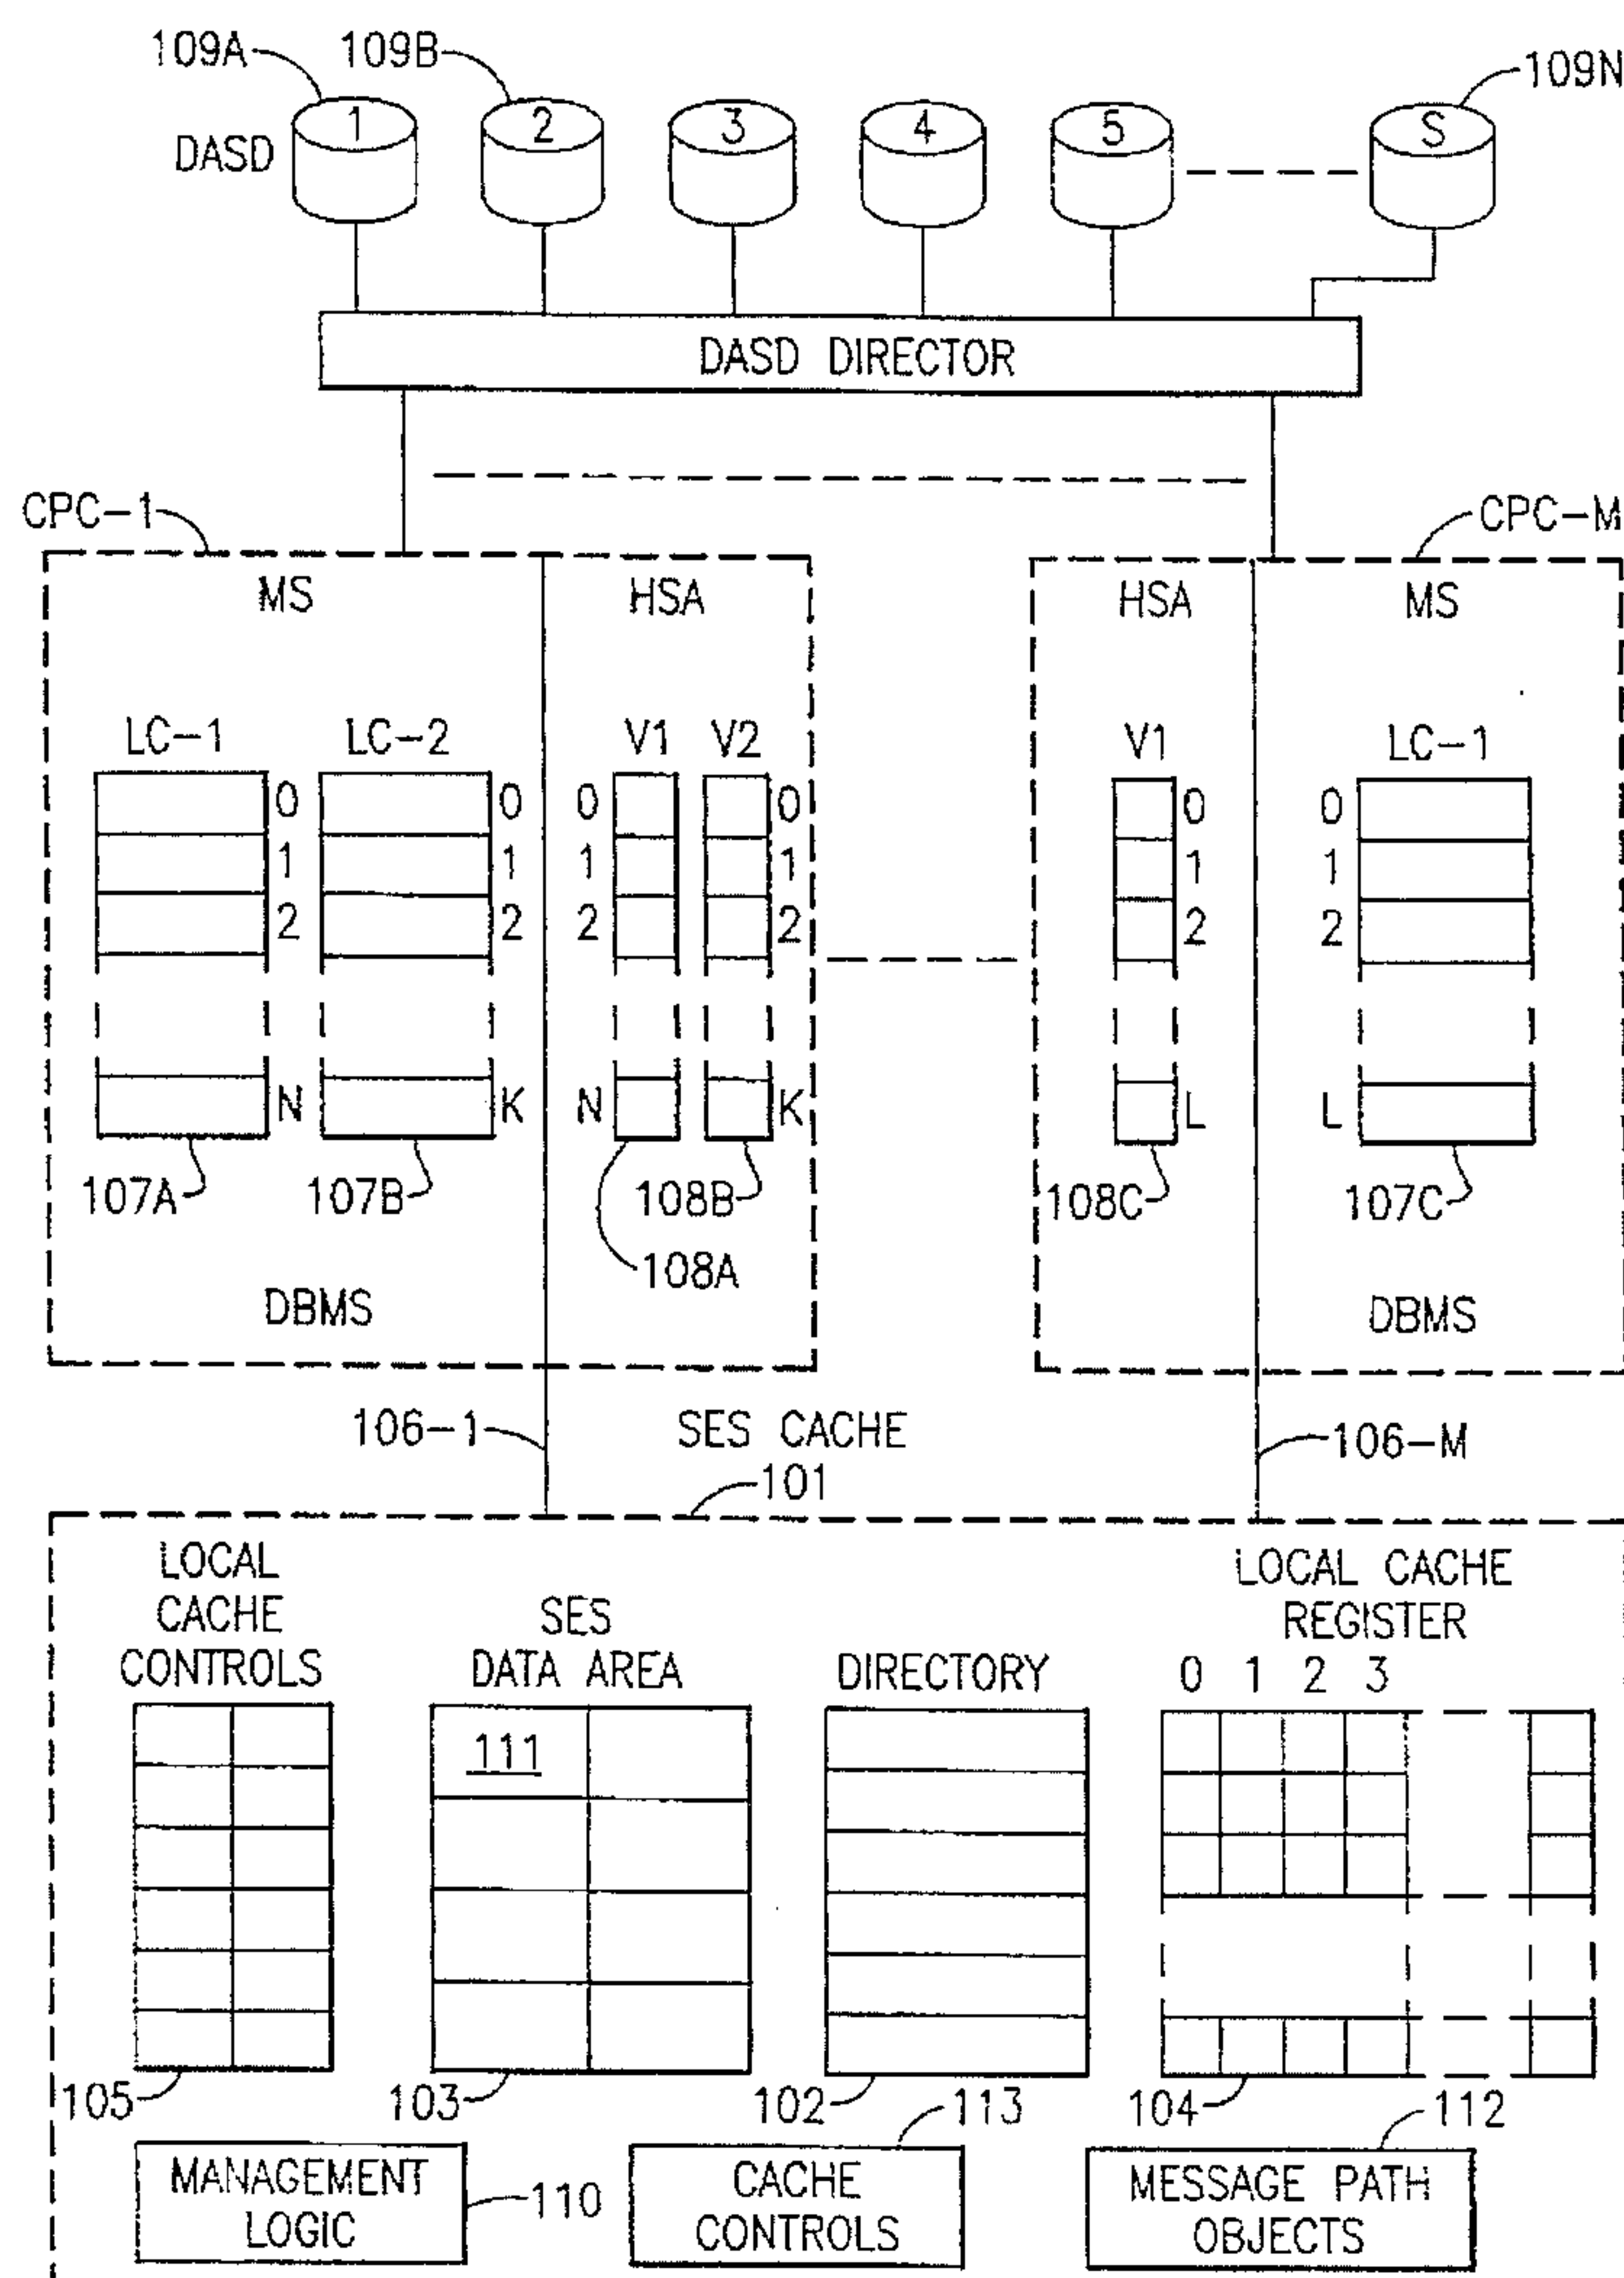 109A 109B 109N
DASD 1 2 3 4 5 S
DASD DIRECTOR
CPC-1 CPC-M
MS HSA HSA MS
LC-1 LC-2 V1 V2 V1 LC-1
0 0 0 0 0 0
1 1 1 1 1 1
2 2 2 2 2 2
N K N K L L
107A 107B 108B 108C 107C
108A
DBMS DBMS
106-1 SES CACHE 106-M
101
LOCAL
CACHE
CONTROLS
SES
DATA AREA
DIRECTORY
LOCAL CACHE
REGISTER
0 1 2 3
111
105 103 102 113 104 112
MANAGEMENT
LOGIC
110
CACHE
CONTROLS
MESSAGE PATH
OBJECTS